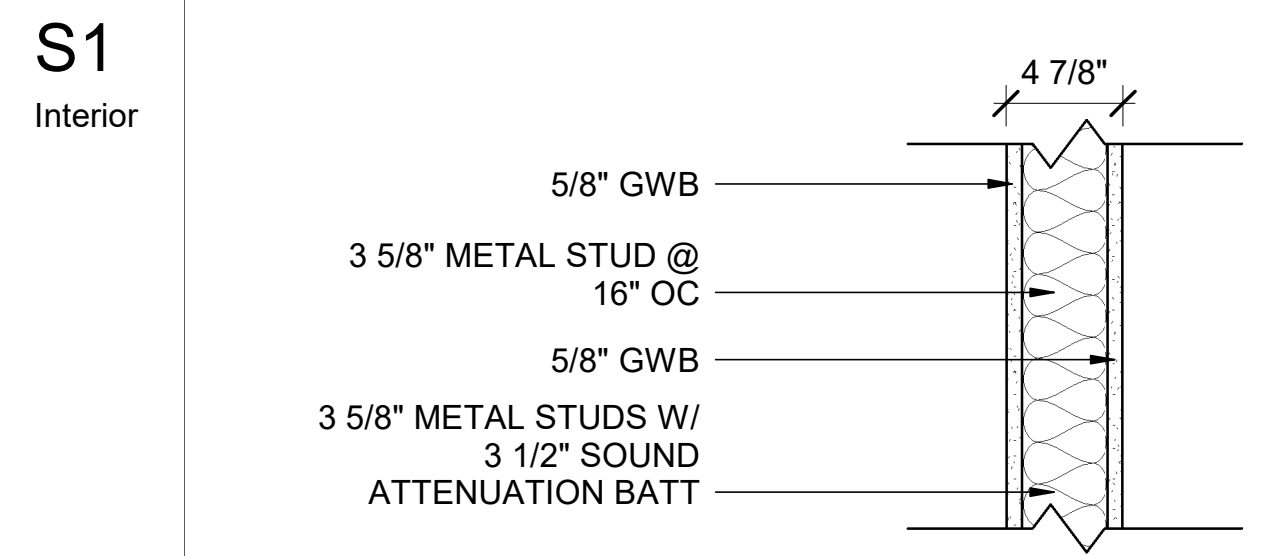 S1
Interior
4 7/8"
5/8" GWB
3 5/8" METAL STUD @
16" OC
5/8" GWB
3 5/8" METAL STUDS W/
3 1/2" SOUND
ATTENUATION BATT